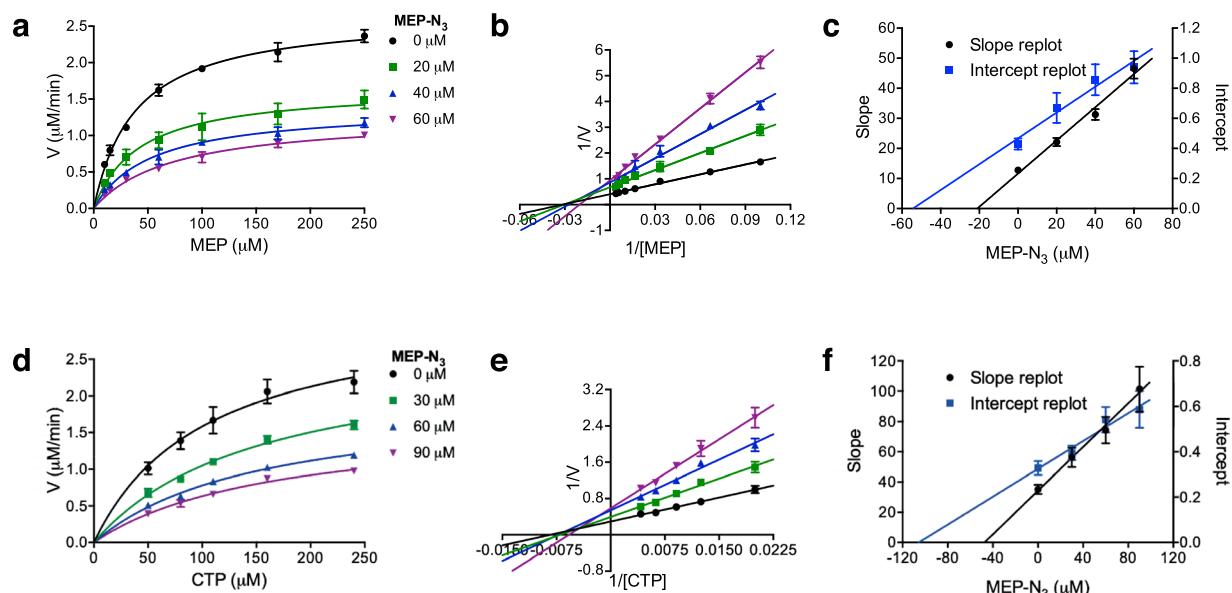 a
MEP-N3
0 μM
20 μM
40 μM
60 μM
V (μM/min)
2.5
2.0
1.5
1.0
0.5
0.0
0 50 100 150 200 250
MEP (μM)
b
1/V
6
5
4
3
2
1
-1
-0.06 -0.03 0.03 0.06 0.09 0.12
1/[MEP]
c
Slope replot
Intercept replot
Slope
60
50
40
30
20
10
0
1.2
1.0
0.8
0.6
0.4
0.2
0.0
Intercept
-60 -40 -20 0 20 40 60 80
MEP-N3 (μM)
d
MEP-N3
0 μM
30 μM
60 μM
90 μM
V (μM/min)
2.5
2.0
1.5
1.0
0.5
0.0
0 50 100 150 200 250
CTP (μM)
e
1/V
3.2
2.4
1.6
0.8
-0.8
-0.0150 -0.0075 0.0075 0.0150 0.0225
1/[CTP]
f
Slope replot
Intercept replot
Slope
120
100
80
60
40
20
0
0.8
0.6
0.4
0.2
0.0
Intercept
-120 -80 -40 0 40 80 120
MEP-N3 (μM)